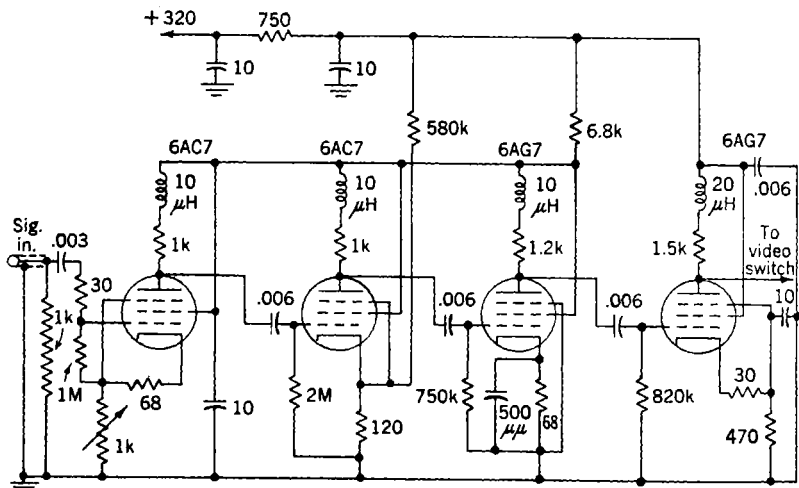 + 320
750
10
10
580k
6.8k
6AC7
6AC7
6AG7
6AG7
10
μH
10
μH
10
μH
20
μH
.006
Sig.
in.
.003
1k
1k
1.2k
1.5k
To
video
switch
30
.006
.006
.006
10
1k
1M
68
10
2M
120
750k
500
μμ
68
820k
30
470
1k